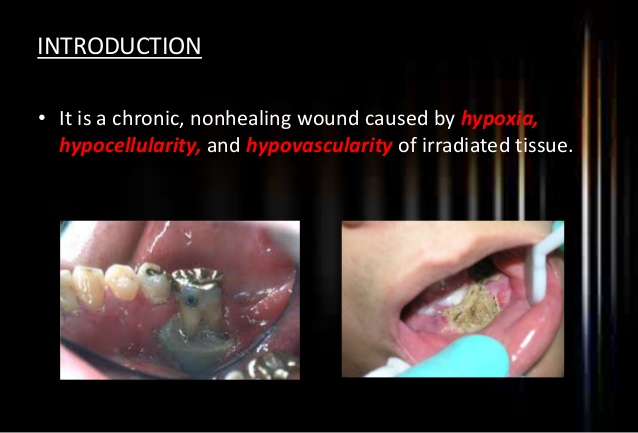 INTRODUCTION
• It is a chronic, nonhealing wound caused by hypoxia,
hypocellularity, and hypovascularity of irradiated tissue.